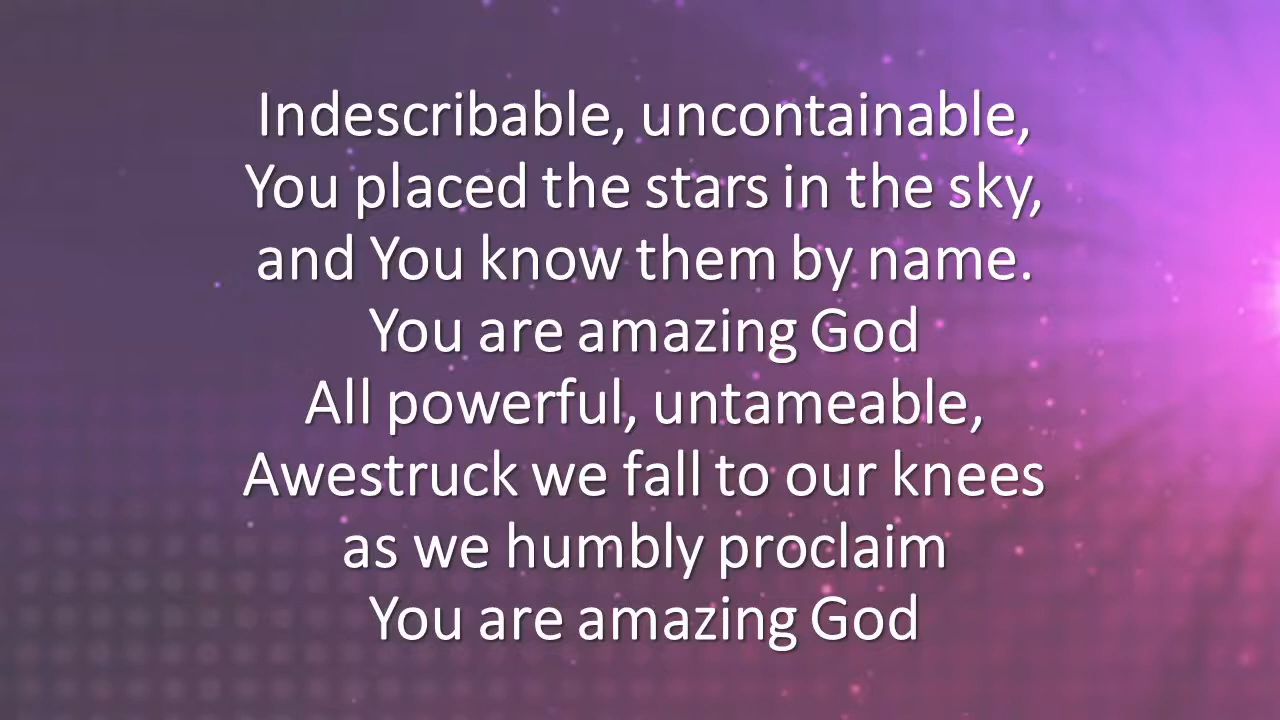 Indescribable, uncontainable,
You placed the stars in the sky,
and You know them by name.
You are amazing God
All powerful, untameable,
Awestruck we fall to our knees
as we humbly proclaim
You are amazing God